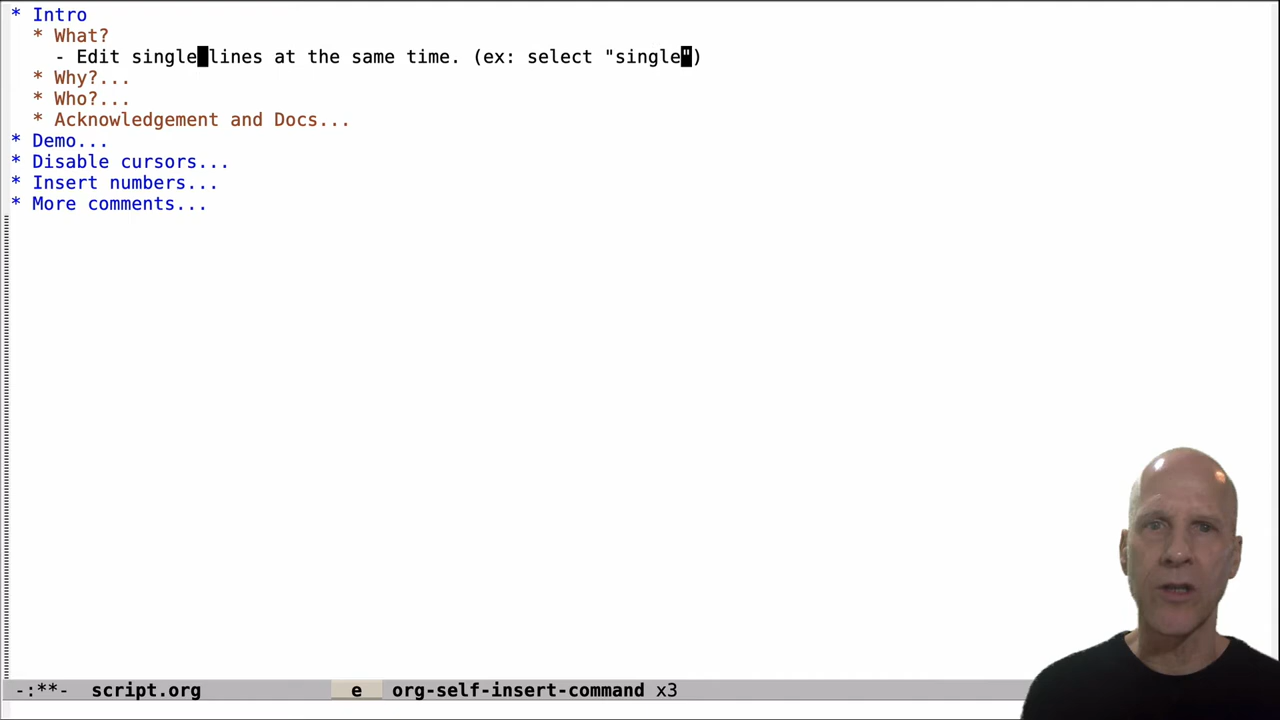 * Intro
* What?
- Edit single lines at the same time. (ex: select "single")
* Why?...
* Who?...
* Acknowledgement and Docs...
* Demo...
* Disable cursors...
* Insert numbers...
* More comments...
-:**- script.org e org-self-insert-command x3